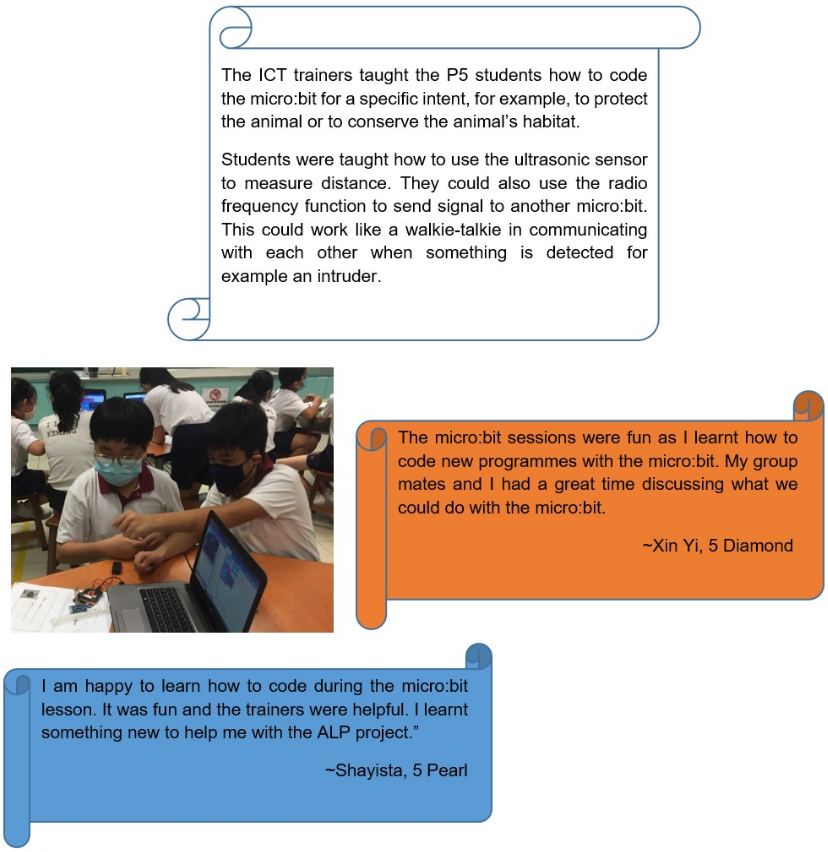 The ICT trainers taught the P5 students how to code
the micro:bit for a specific intent, for example, to protect
the animal or to conserve the animal's habitat.
Students were taught how to use the ultrasonic sensor
to measure distance. They could also use the radio
frequency function to send signal to another micro:bit.
This could work like a walkie-talkie in communicating
with each other when something is detected for
example an intruder.
The micro:bit sessions were fun as I learnt how to
code new programmes with the micro:bit. My group
mates and I had a great time discussing what we
could do with the micro:bit.
~Xin Yi, 5 Diamond
I am happy to learn how to code during the micro:bit
lesson. It was fun and the trainers were helpful. I learnt
something new to help me with the ALP project.”
~Shayista, 5 Pearl